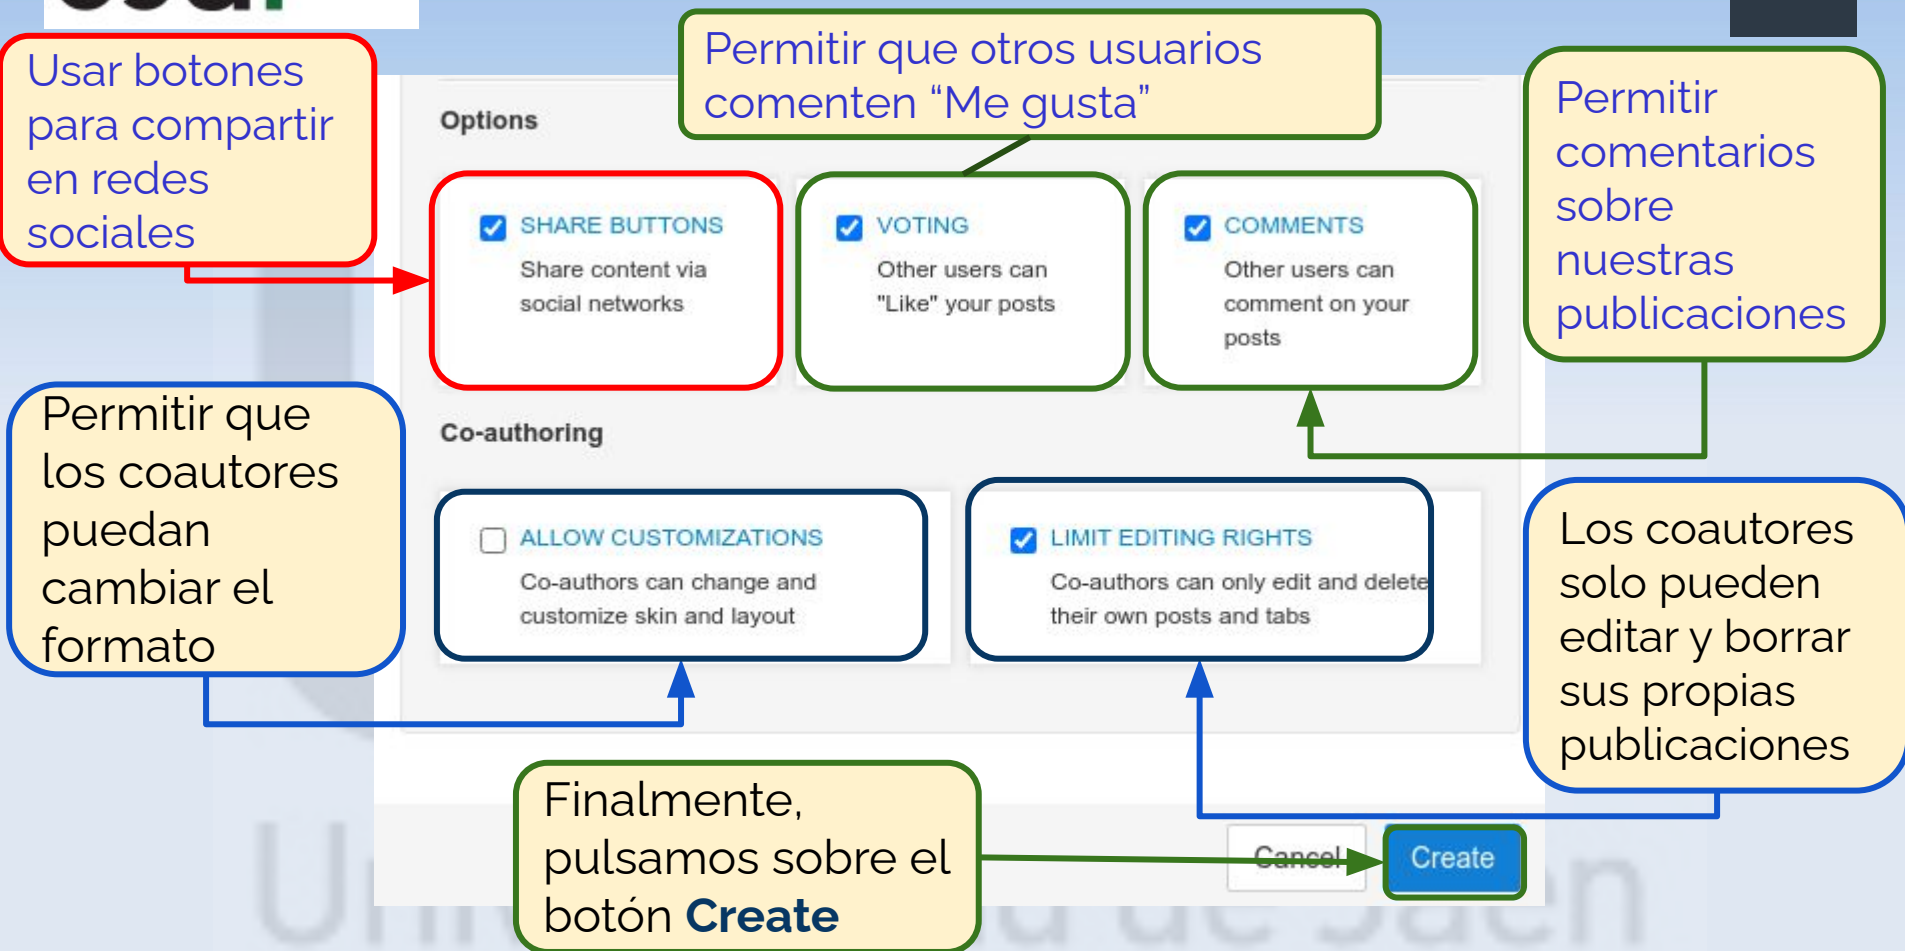 Usar botones
para compartir
en redes
sociales
Permitir que otros usuarios
comenten “Me gusta”
Permitir
comentarios
sobre
nuestras
publicaciones
Options
SHARE BUTTONS
Share content via
social networks
VOTING
Other users can
"Like" your posts
COMMENTS
Other users can
comment on your
posts
Permitir que
los coautores
puedan
cambiar el
formato
Co-authoring
ALLOW CUSTOMIZATIONS
Co-authors can change and
customize skin and layout
LIMIT EDITING RIGHTS
Co-authors can only edit and delete
their own posts and tabs
Los coautores
solo pueden
editar y borrar
sus propias
publicaciones
Finalmente,
pulsamos sobre el
botón Create
Cancel
Create
de Jaén